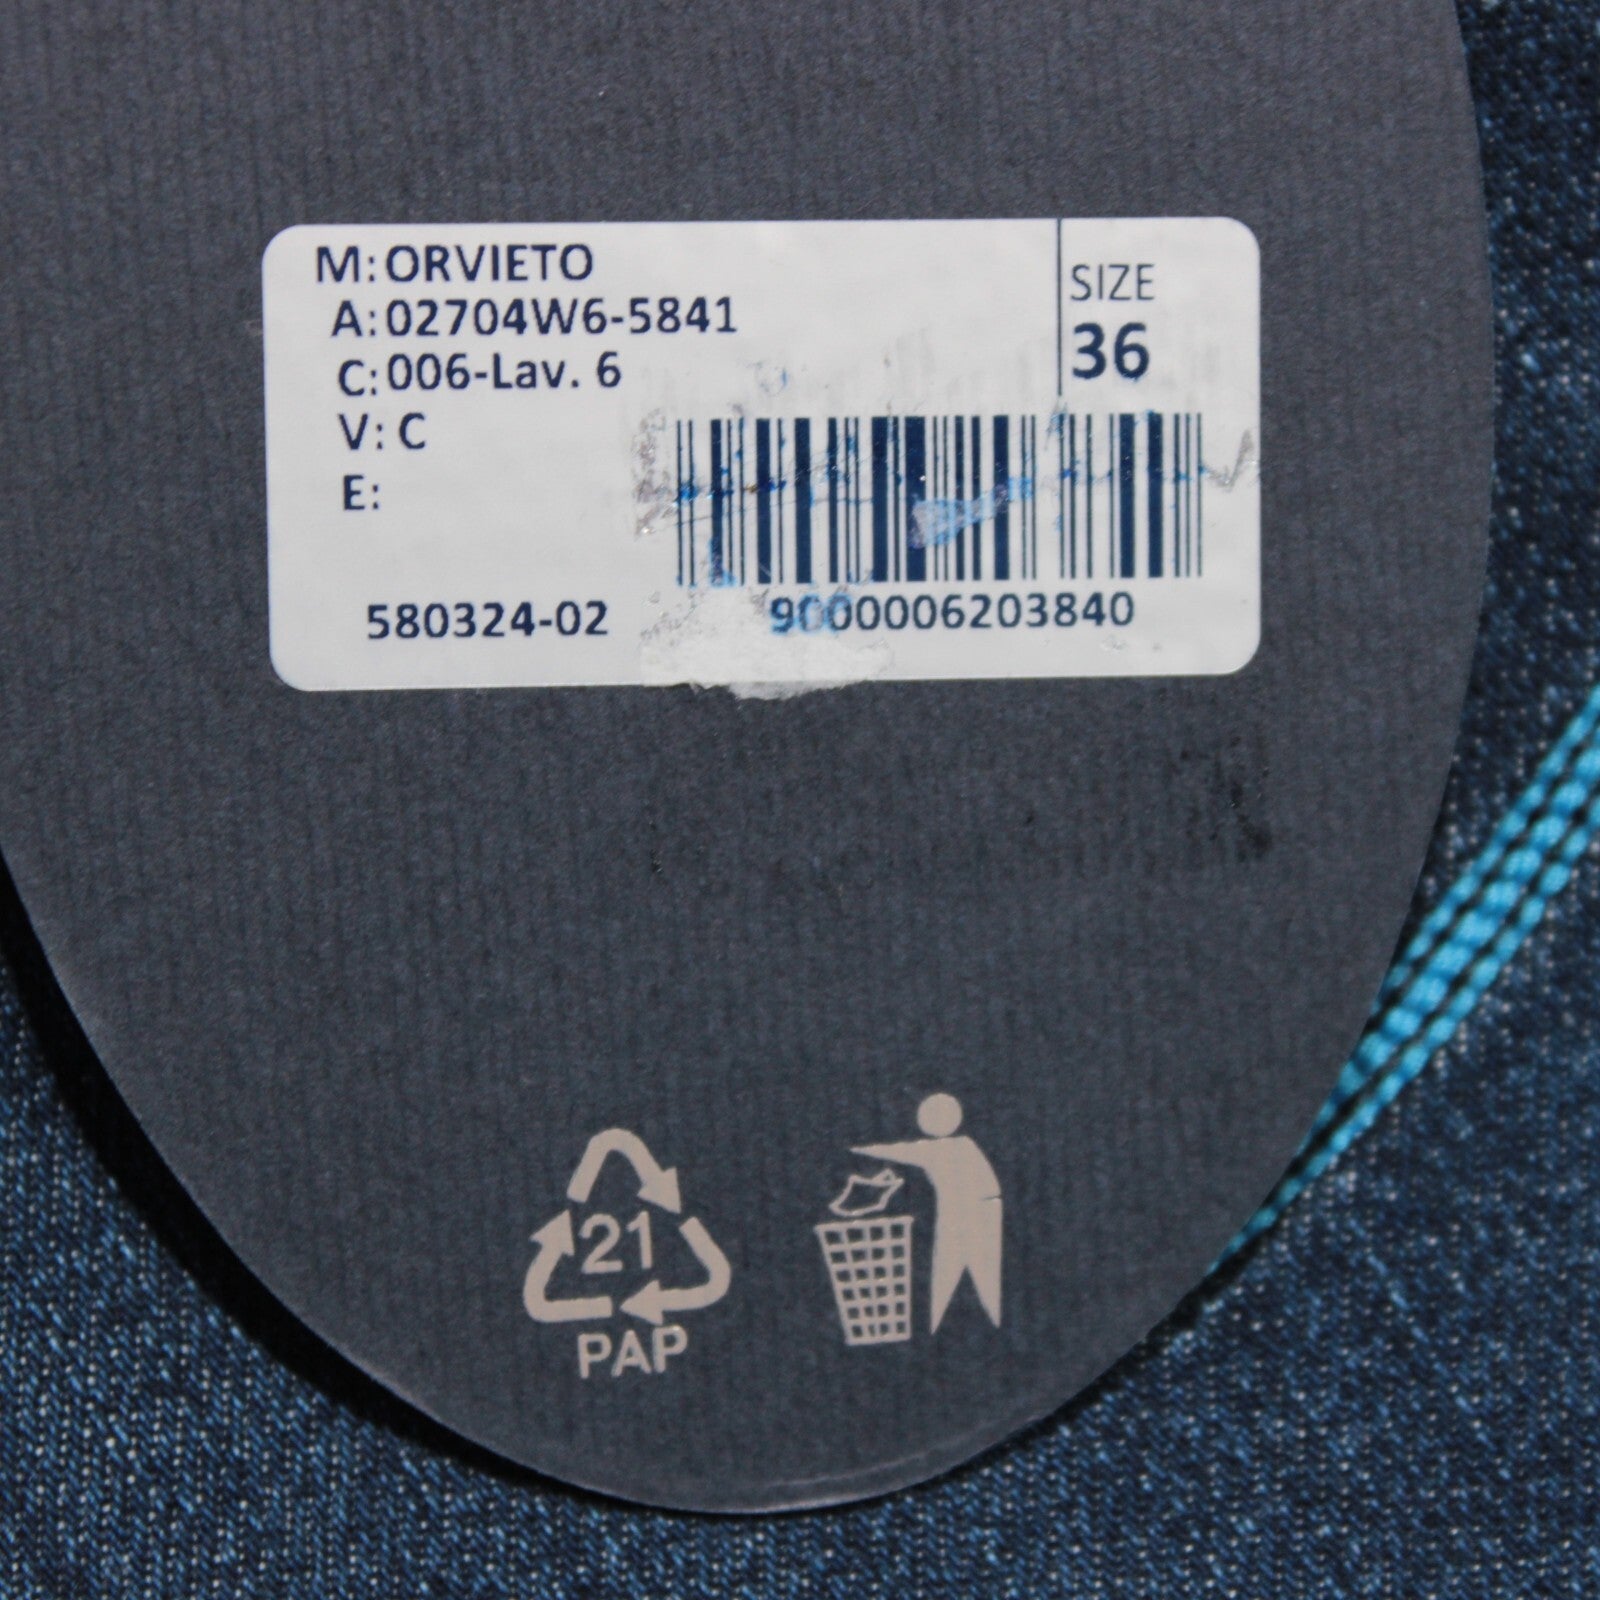 M: ORVIETO
A: 02704W6-5841
C: 006-Lav. 6
V: C
E:
SIZE
36
580324-02
9000006203840
21
PAP